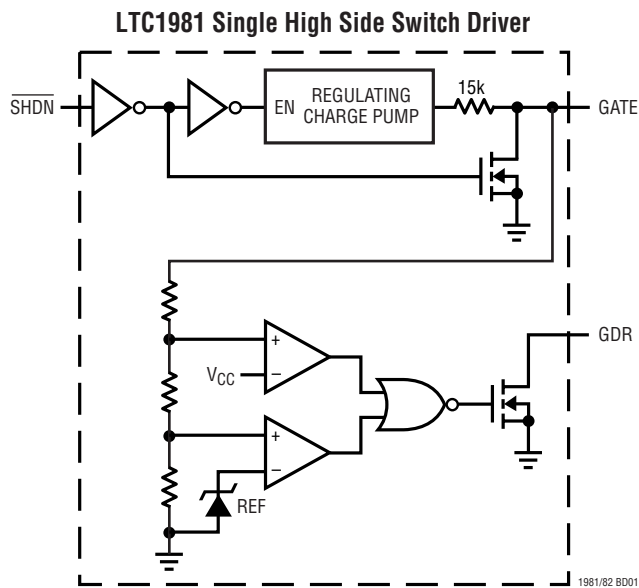 LTC1981 Single High Side Switch Driver
SHDN
EN
REGULATING
CHARGE PUMP
15k
GATE
+
VCC
–
GDR
+
–
REF
1981/82 BD01